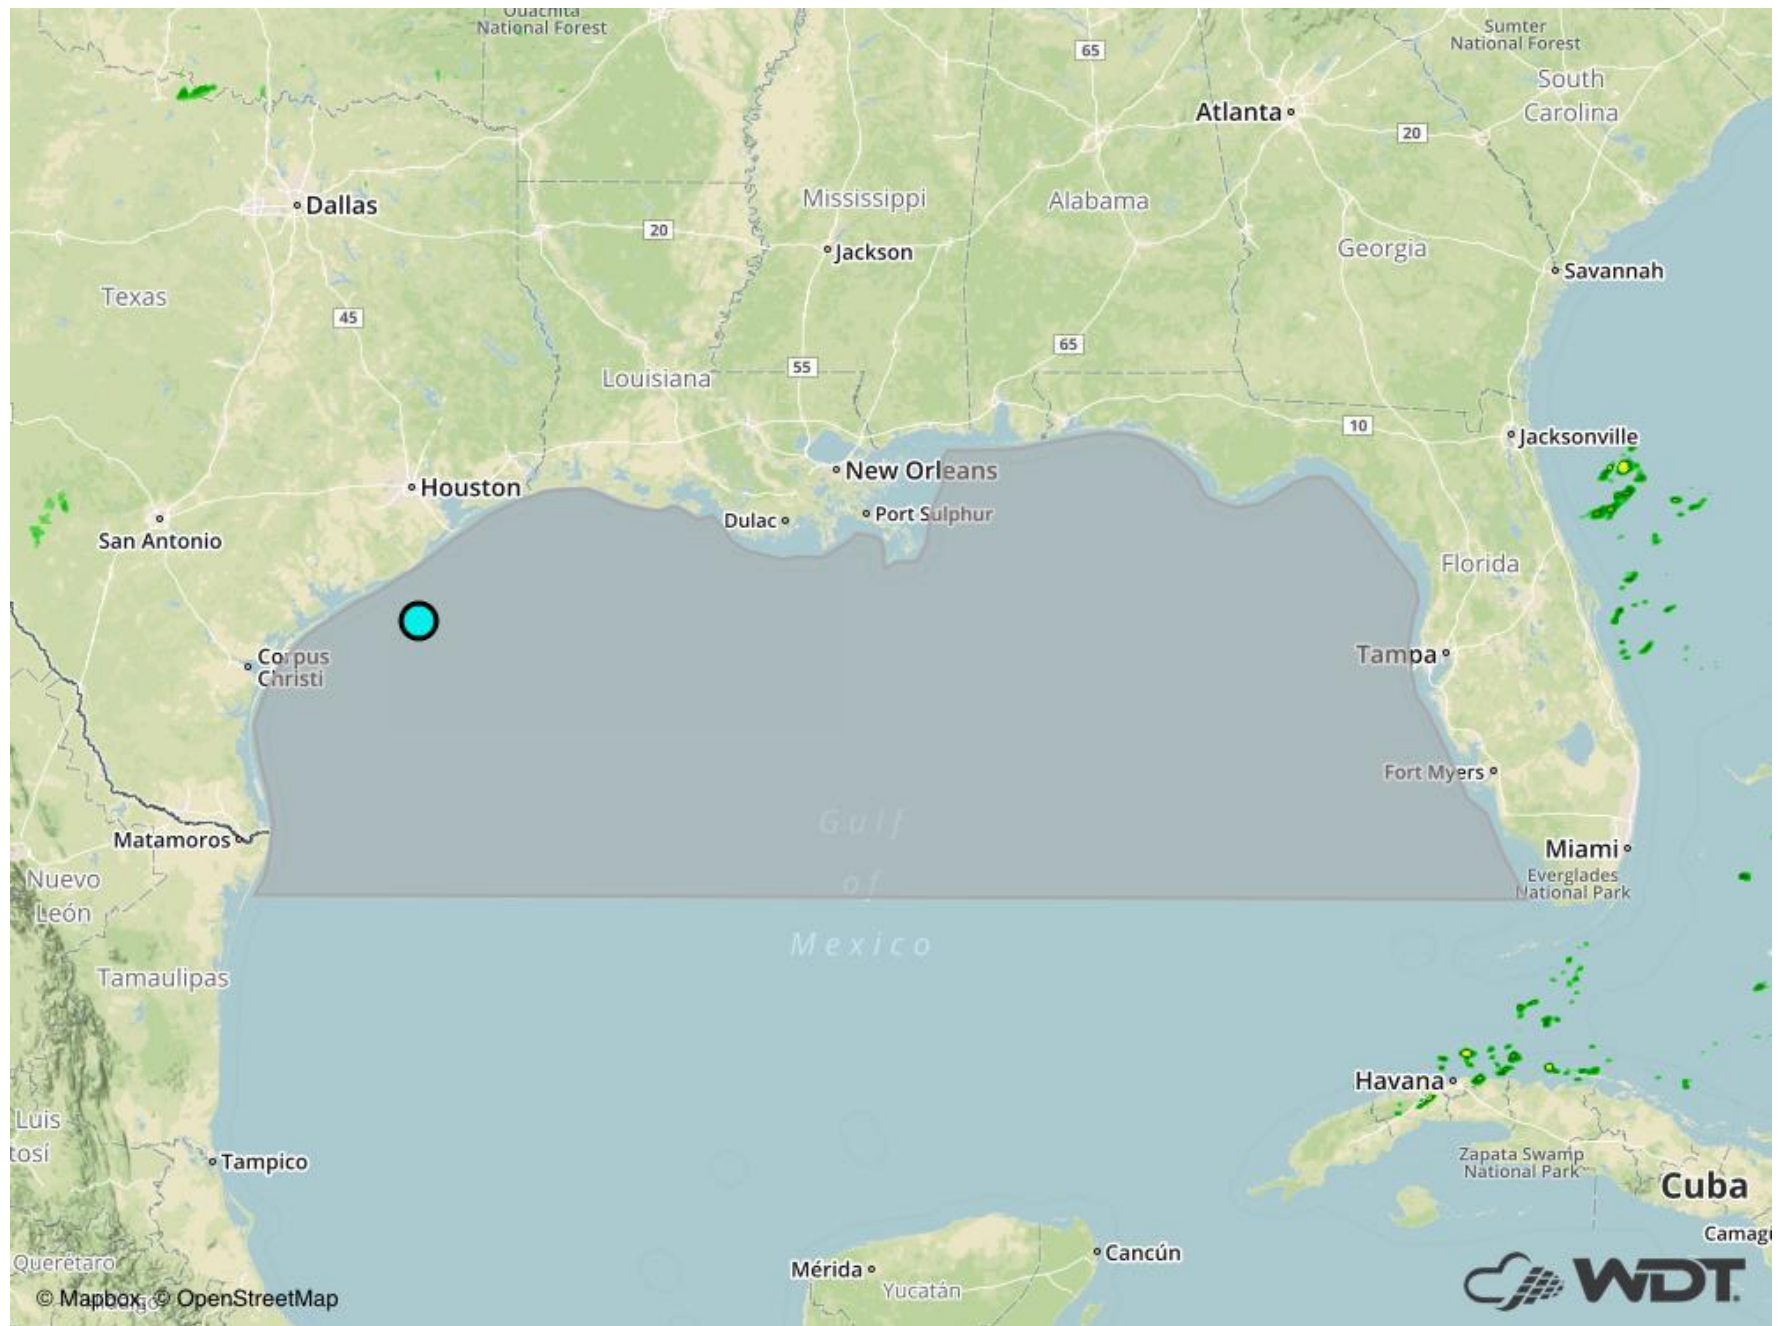 Ouachita
National Forest
65
Sumter
National Forest
South
Carolina
Atlanta
20
Dallas
Mississippi
Alabama
20
Jackson
Georgia
Savannah
Texas
45
65
55
Louisiana
10
Jacksonville
New Orleans
Houston
Dulac
Port Sulphur
San Antonio
Florida
Corpus
Christi
Tampa
Fort Myers
Gulf
of
Mexico
Matamoros
Miami
Everglades
National Park
Nuevo
León
Tamaulipas
Havana
Luis
tosí
Tampico
Zapata Swamp
National Park
Cuba
Camagü
Cancún
Mérida
Yucatán
Querétaro
© Mapbox, © OpenStreetMap
WDT.